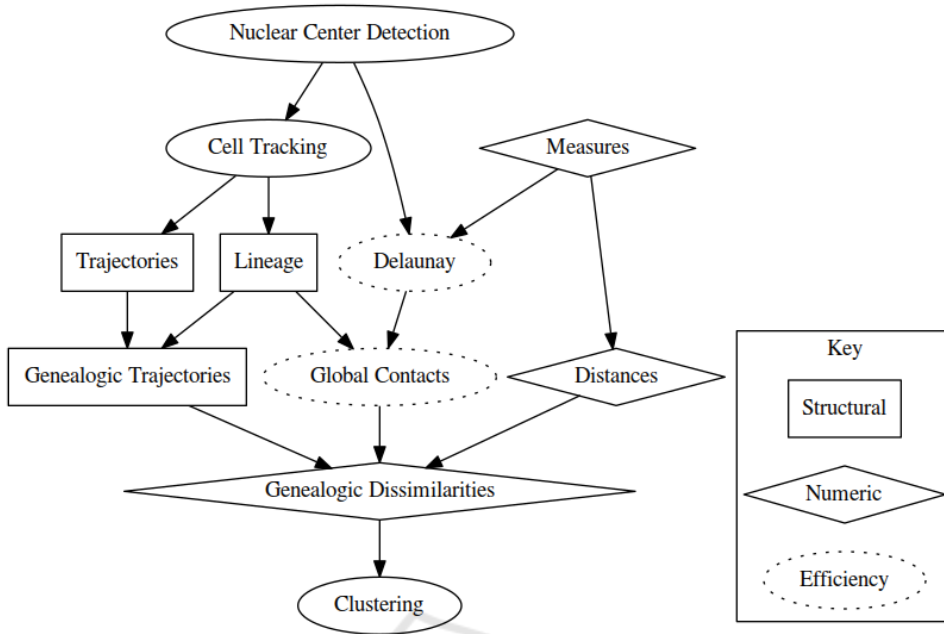 Nuclear Center Detection
Cell Tracking
Measures
Trajectories
Lineage
Delaunay
Genealogic Trajectories
Global Contacts
Distances
Genealogic Dissimilarities
Clustering
Key
Structural
Numeric
Efficiency